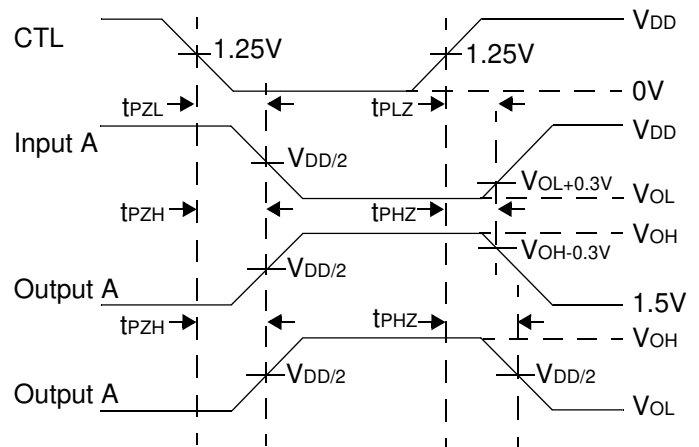 CTL
1.25V
1.25V
VDD
0V
tPZL
tPLZ
Input A
VDD/2
VDD
VOL+0.3V
VOL
tPZH
tPHZ
VOH
Output A
VDD/2
VOH-0.3V
1.5V
tPZH
tPHZ
VOH
Output A
VDD/2
VDD/2
VOL